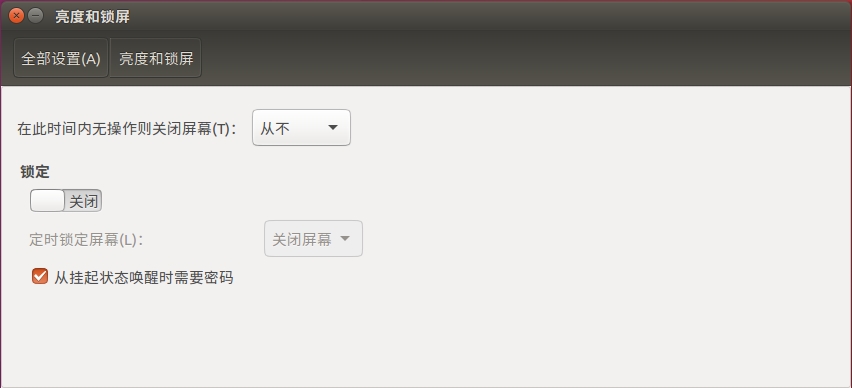 亮度和锁屏
全部设置(A) 亮度和锁屏
在此时间内无操作则关闭屏幕(T)： 从不
锁定
关闭
定时锁定屏幕(L)： 关闭屏幕
从挂起状态唤醒时需要密码